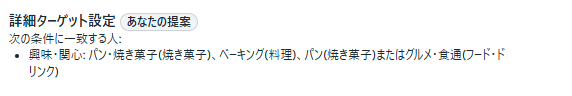 詳細ターゲット設定 あなたの提案
次の条件に一致する人:
• 興味・関心: パン・焼き菓子(焼き菓子)、ベーキング(料理)、パン(焼き菓子)またはグルメ・食通(フード・ド
リンク)